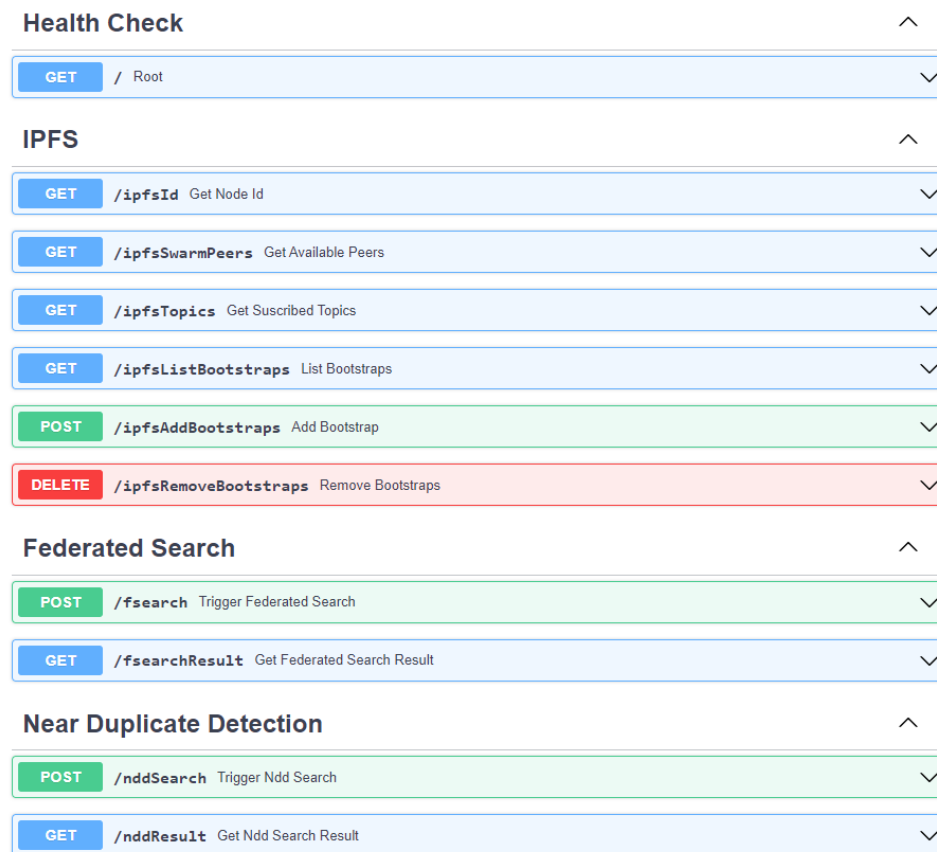 Health Check
GET / Root
IPFS
GET /ipfsId Get Node Id
GET /ipfsSwarmPeers Get Available Peers
GET /ipfsTopics Get Suscribed Topics
GET /ipfsListBootstraps List Bootstraps
POST /ipfsAddBootstraps Add Bootstrap
DELETE /ipfsRemoveBootstraps Remove Bootstraps
Federated Search
POST /fsearch Trigger Federated Search
GET /fsearchResult Get Federated Search Result
Near Duplicate Detection
POST /nddSearch Trigger Ndd Search
GET /nddResult Get Ndd Search Result